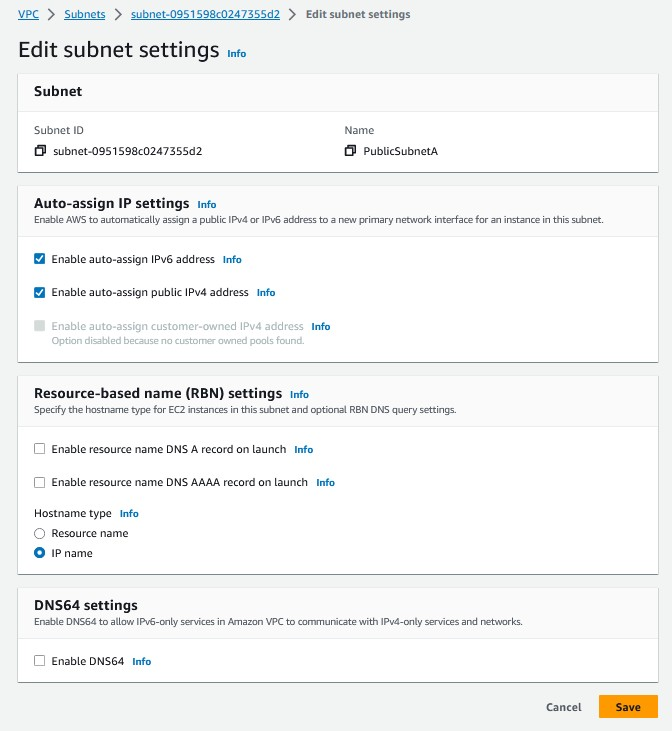 VPC > Subnets > subnet-0951598c0247355d2 > Edit subnet settings
Edit subnet settings Info
Subnet
Subnet ID Name
subnet-0951598c0247355d2 PublicSubnetA
Auto-assign IP settings Info
Enable AWS to automatically assign a public IPv4 or IPv6 address to a new primary network interface for an instance in this subnet.
Enable auto-assign IPv6 address Info
Enable auto-assign public IPv4 address Info
Enable auto-assign customer-owned IPv4 address Info
Option disabled because no customer owned pools found.
Resource-based name (RBN) settings Info
Specify the hostname type for EC2 instances in this subnet and optional RBN DNS query settings.
Enable resource name DNS A record on launch Info
Enable resource name DNS AAAA record on launch Info
Hostname type Info
Resource name
IP name
DNS64 settings
Enable DNS64 to allow IPv6-only services in Amazon VPC to communicate with IPv4-only services and networks.
Enable DNS64 Info
Cancel Save